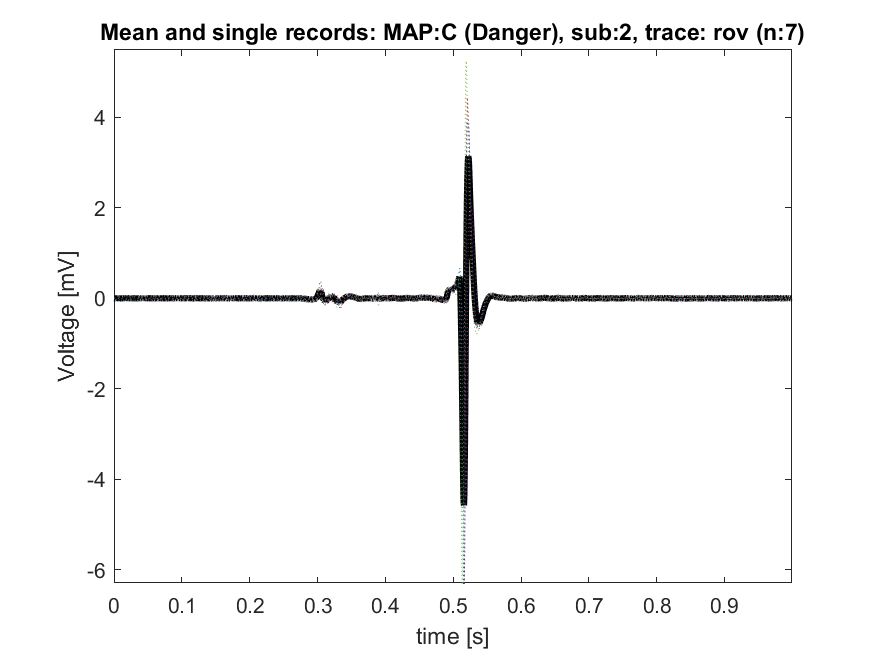 Mean and single records: MAP:C (Danger), sub:2, trace: rov (n:7)
4
2
0
-2
-4
-6
Voltage [mV]
0 0.1 0.2 0.3 0.4 0.5 0.6 0.7 0.8 0.9
time [s]